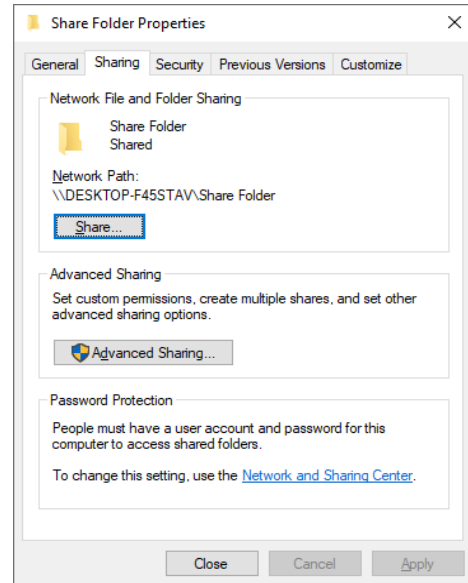 Share Folder Properties
General Sharing Security Previous Versions Customize
Network File and Folder Sharing
Share Folder
Shared
Network Path:
\\DESKTOP-F45STAV\Share Folder
Share...
Advanced Sharing
Set custom permissions, create multiple shares, and set other
advanced sharing options.
Advanced Sharing...
Password Protection
People must have a user account and password for this
computer to access shared folders.
To change this setting, use the Network and Sharing Center.
Close Cancel Apply